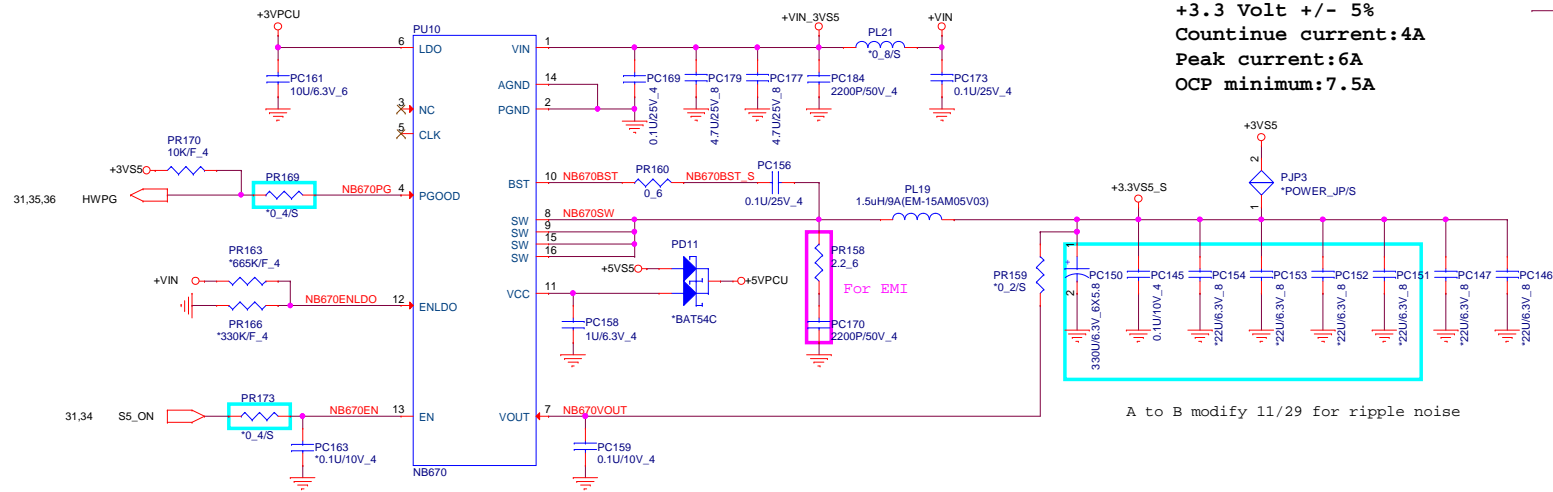 +3.3 Volt +/- 5%
Countinue current:4A
Peak current:6A
OCP minimum:7.5A
+3VPCU
PU10
+VIN_3VS5
+VIN
PL21
*0_8/S
6
LDO
VIN
1
PC161
10U/6.3V_6
AGND
14
PGND
2
3
NC
5
CLK
PC169
0.1U/25V_4
PC179
4.7U/25V_8
PC177
4.7U/25V_8
PC184
2200P/50V_4
PC173
0.1U/25V_4
PR170
10K/F_4
+3VS5
PR169
*0_4/S
31,35,36
HWPG
NB670PG
4
PGOOD
BST
10
NB670BST
PR160
0_6
NB670BST_S
PC156
0.1U/25V_4
PL19
1.5uH/9A(EM-15AM05V03)
+3VS5
2
PJP3
*POWER_JP/S
1
+3.3VS5_S
SW
8
NB670SW
SW
9
SW
15
SW
16
PR163
*665K/F_4
+VIN
NB670ENLDO
12
ENLDO
PR166
*330K/F_4
PD11
+5VS5
+5VPCU
*BAT54C
VCC
11
PC158
1U/6.3V_4
PR158
2.2_6
For EMI
PC170
2200P/50V_4
PR159
*0_2/S
1
+
2
PC150
330U/6.3V_6X5.8
PC145
0.1U/10V_4
PC154
*22U/6.3V_8
PC153
*22U/6.3V_8
PC152
*22U/6.3V_8
PC151
*22U/6.3V_8
PC147
*22U/6.3V_8
PC146
*22U/6.3V_8
A to B modify 11/29 for ripple noise
31,34
S5_ON
PR173
*0_4/S
NB670EN
13
EN
PC163
*0.1U/10V_4
VOUT
7
NB670VOUT
PC159
0.1U/10V_4
NB670